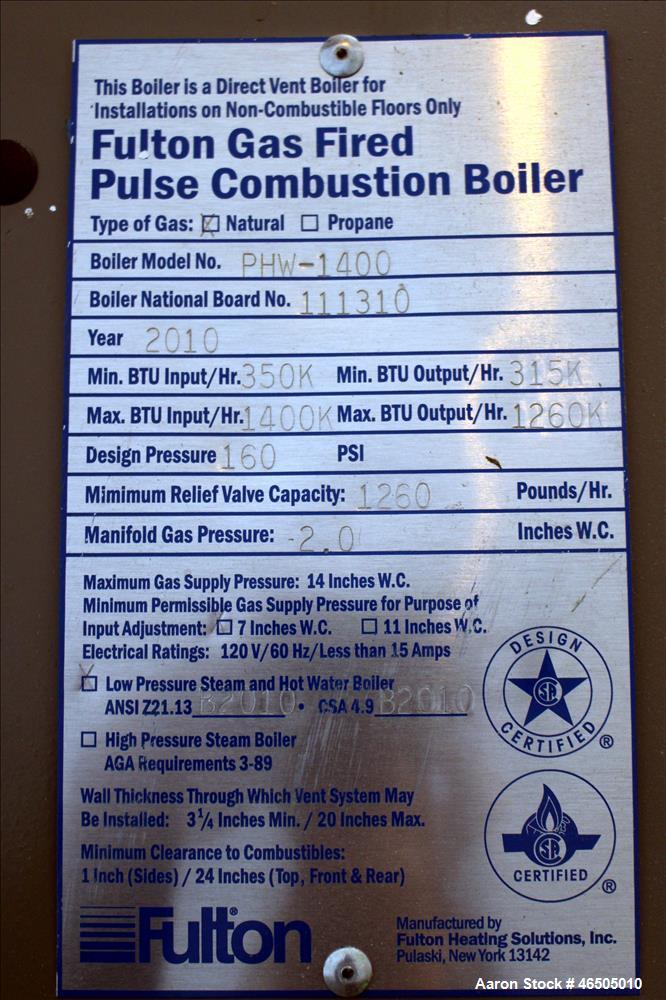 This Boiler is a Direct Vent Boiler for
Installations on Non-Combustible Floors Only
Fulton Gas Fired
Pulse Combustion Boiler
Type of Gas: ☒ Natural ☐ Propane
Boiler Model No. PHW-1400
Boiler National Board No. 111310
Year 2010
Min. BTU Input/Hr. 350K Min. BTU Output/Hr. 315K
Max. BTU Input/Hr. 1400K Max. BTU Output/Hr. 1260K
Design Pressure 160 PSI
Mimimum Relief Valve Capacity: 1260 Pounds/Hr.
Manifold Gas Pressure: -2.0 Inches W.C.
Maximum Gas Supply Pressure: 14 Inches W.C.
Minimum Permissible Gas Supply Pressure for Purpose of
Input Adjustment: ☐ 7 Inches W.C. ☐ 11 Inches W.C.
Electrical Ratings: 120 V/60 Hz/Less than 15 Amps
☒ Low Pressure Steam and Hot Water Boiler
ANSI Z21.13 B2010 • CSA 4.9 B2010
☐ High Pressure Steam Boiler
AGA Requirements 3-89
DESIGN
CERTIFIED ®
Wall Thickness Through Which Vent System May
Be Installed: 3 1/4 Inches Min. / 20 Inches Max.
Minimum Clearance to Combustibles:
1 Inch (Sides) / 24 Inches (Top, Front & Rear)
CERTIFIED ®
Fulton®
Manufactured by
Fulton Heating Solutions, Inc.
Pulaski, New York 13142
Aaron Stock # 46505010